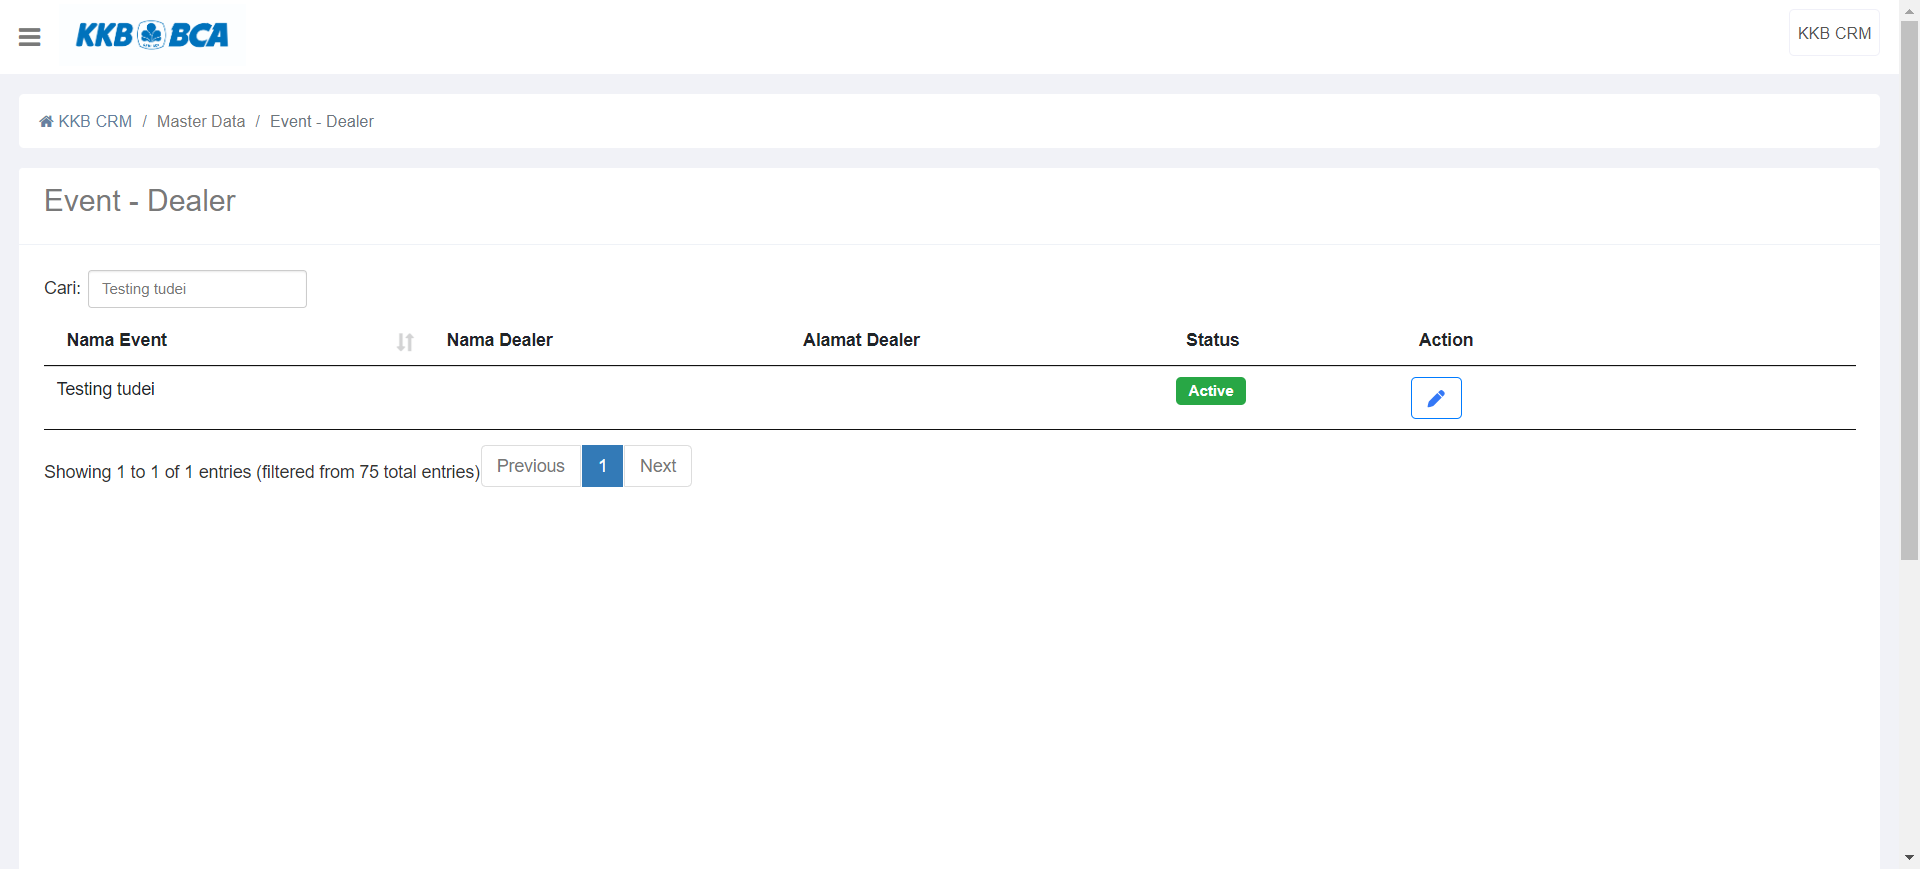 KKB BCA
KKB CRM
KKB CRM / Master Data / Event - Dealer
Event - Dealer
Cari: Testing tudei
Nama Event Nama Dealer Alamat Dealer Status Action
Testing tudei Active
Showing 1 to 1 of 1 entries (filtered from 75 total entries) Previous 1 Next